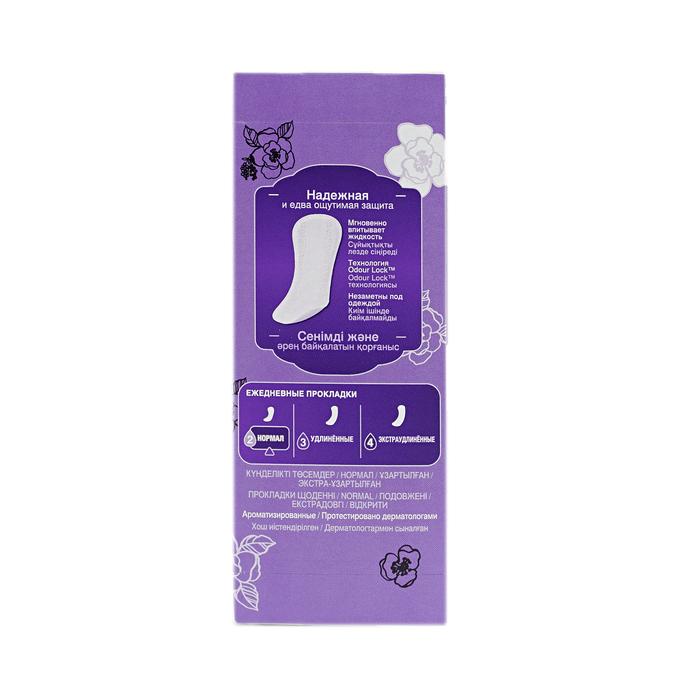 Надежная
и едва ощутимая защита
Мгновенно
впитывает
жидкость
Сұйықтықты
лезде сіңіреді
Технология
Odour Lock™
Odour Lock™
технологиясы
Незаметны под
одеждой
Киім ішінде
байқалмайды
Сенімді және
әрең байқалатын қорғаныс
ЕЖЕДНЕВНЫЕ ПРОКЛАДКИ
2 НОРМАЛ
3 УДЛИНЁННЫЕ
4 ЭКСТРАУДЛИНЁННЫЕ
КҮНДЕЛІКТІ ТӨСЕМДЕР / НОРМАЛ / ҰЗАРТЫЛҒАН /
ЭКСТРА-ҰЗАРТЫЛҒАН
ПРОКЛАДКИ ЩОДЕННІ / NORMAL / ПОДОВЖЕНІ /
ЕКСТРАДОВГІ / ВІДКРИТИ
Ароматизированные / Протестировано дерматологами
Хош иістендірілген / Дерматологтармен сыналған